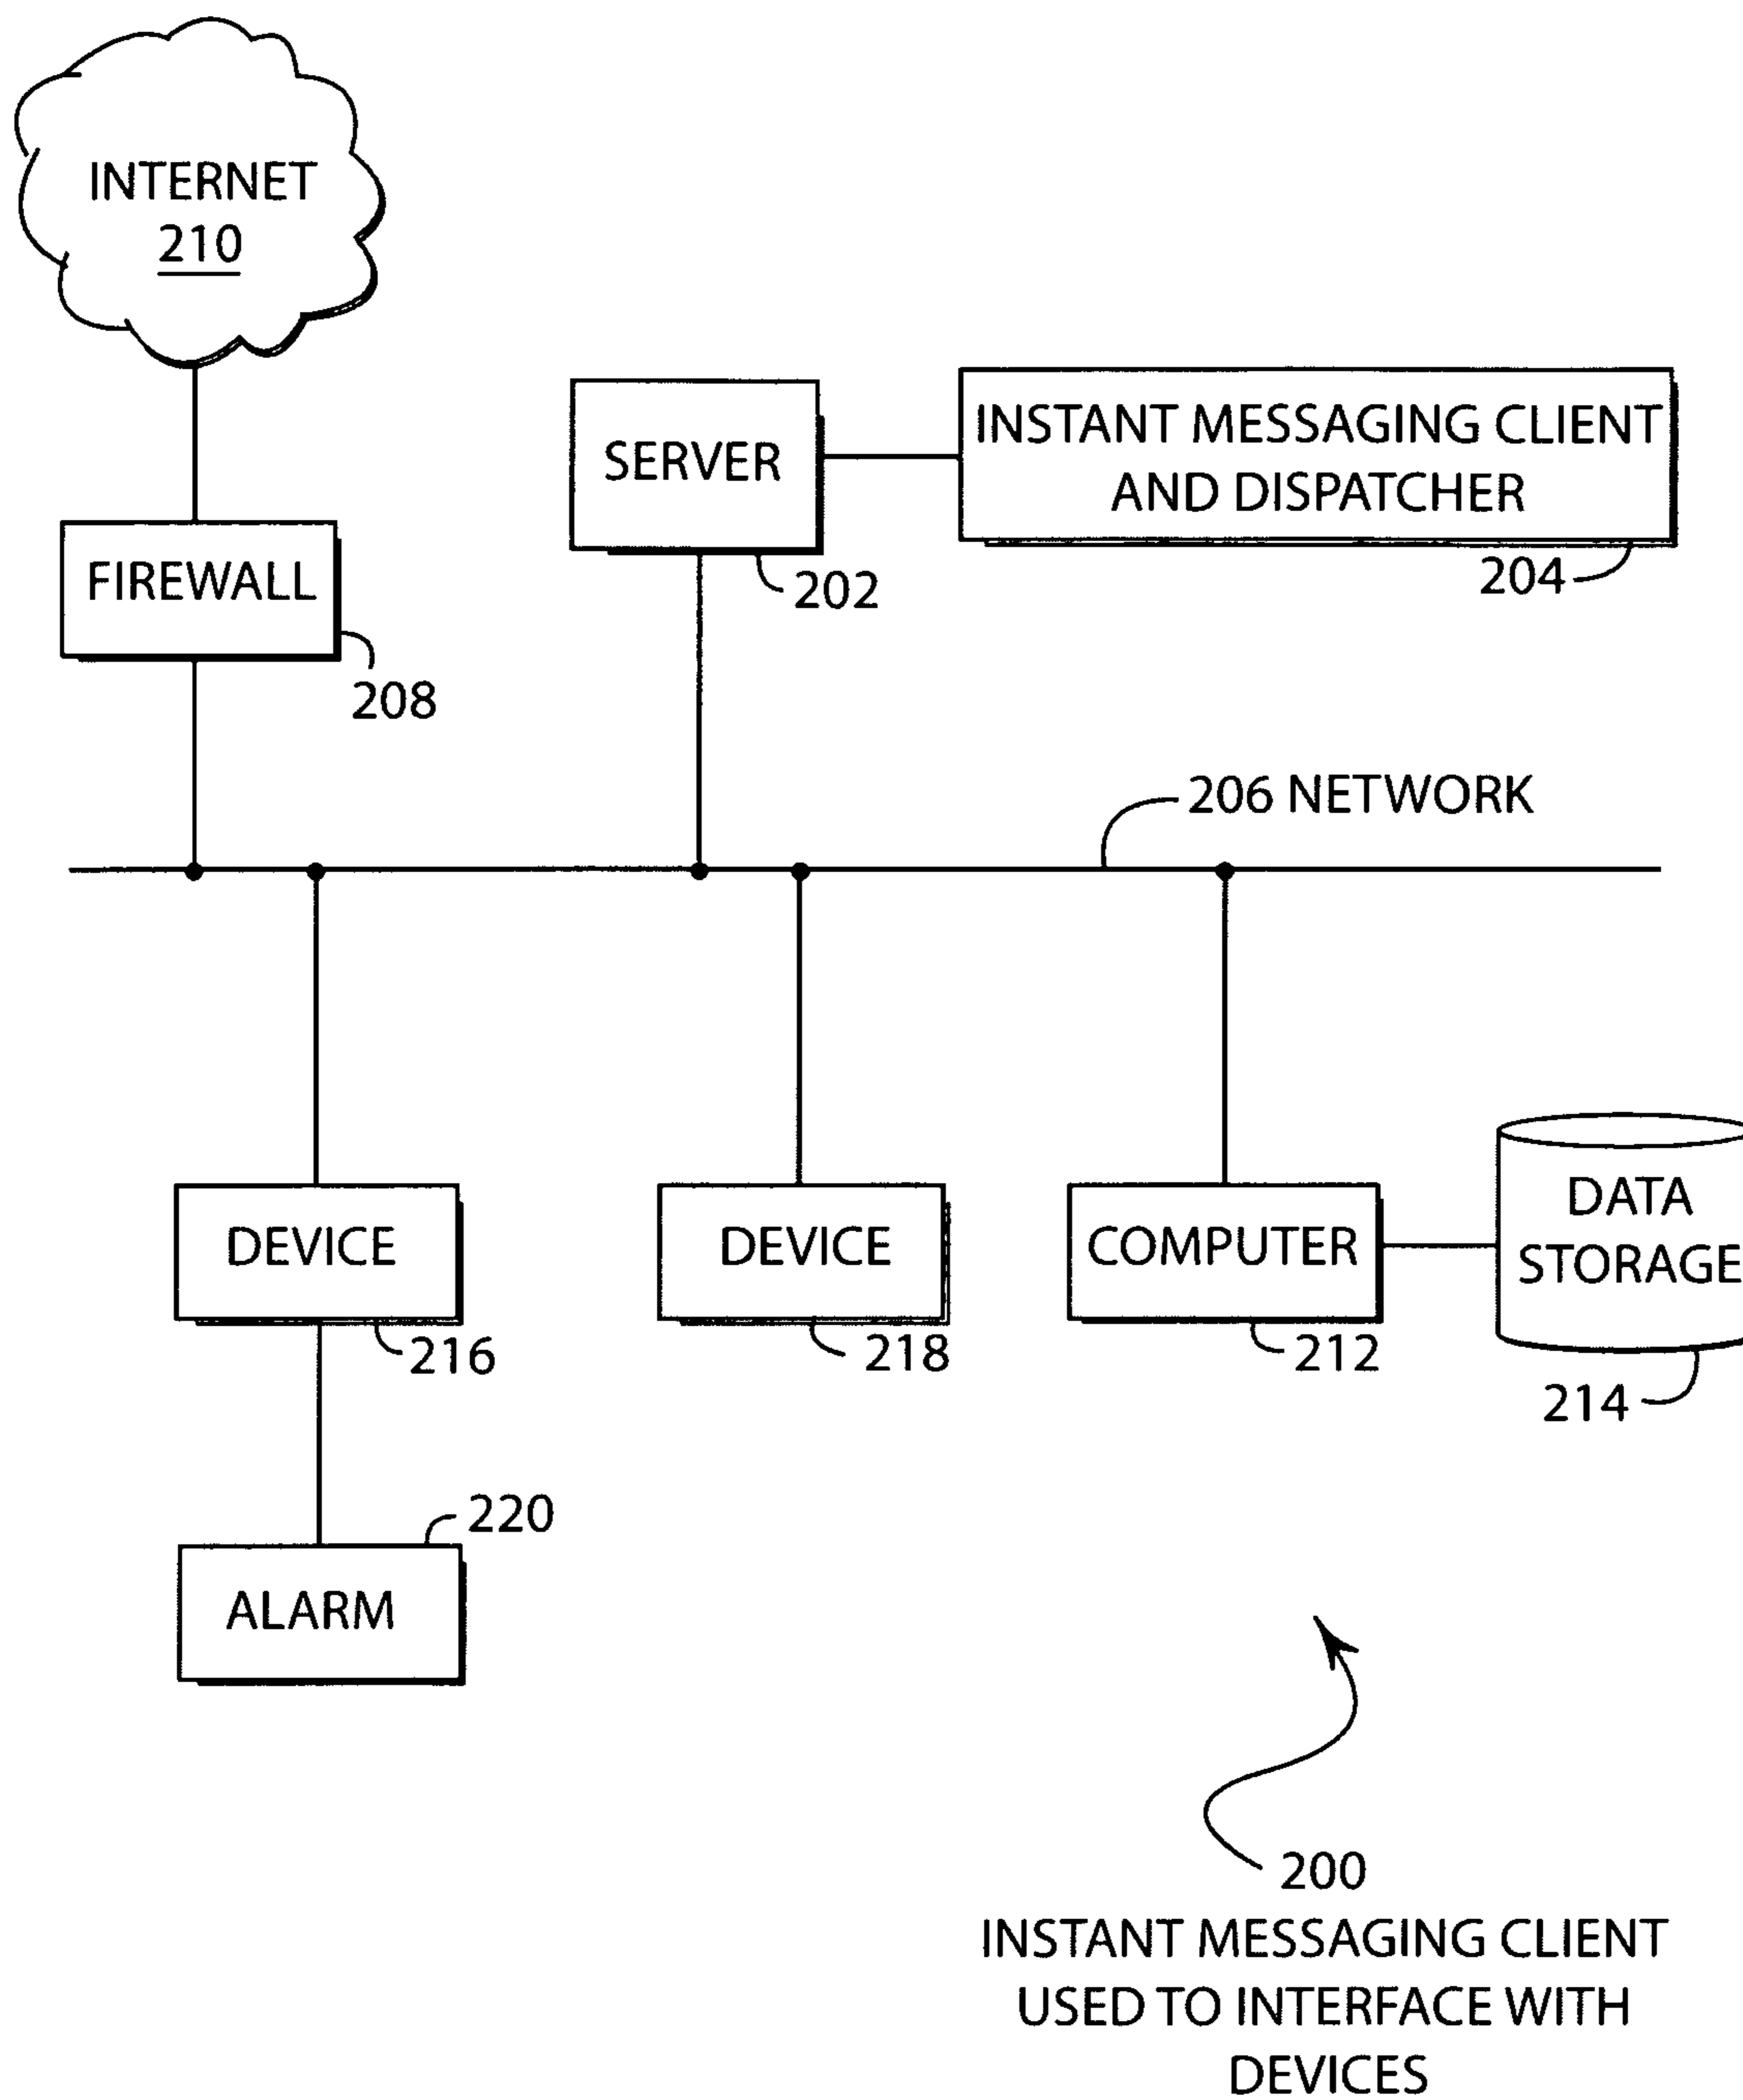 INTERNET
210
SERVER
INSTANT MESSAGING CLIENT
AND DISPATCHER
204
202
FIREWALL
208
206 NETWORK
DEVICE
216
DEVICE
218
COMPUTER
212
DATA
STORAGE
214
220
ALARM
200
INSTANT MESSAGING CLIENT
USED TO INTERFACE WITH
DEVICES